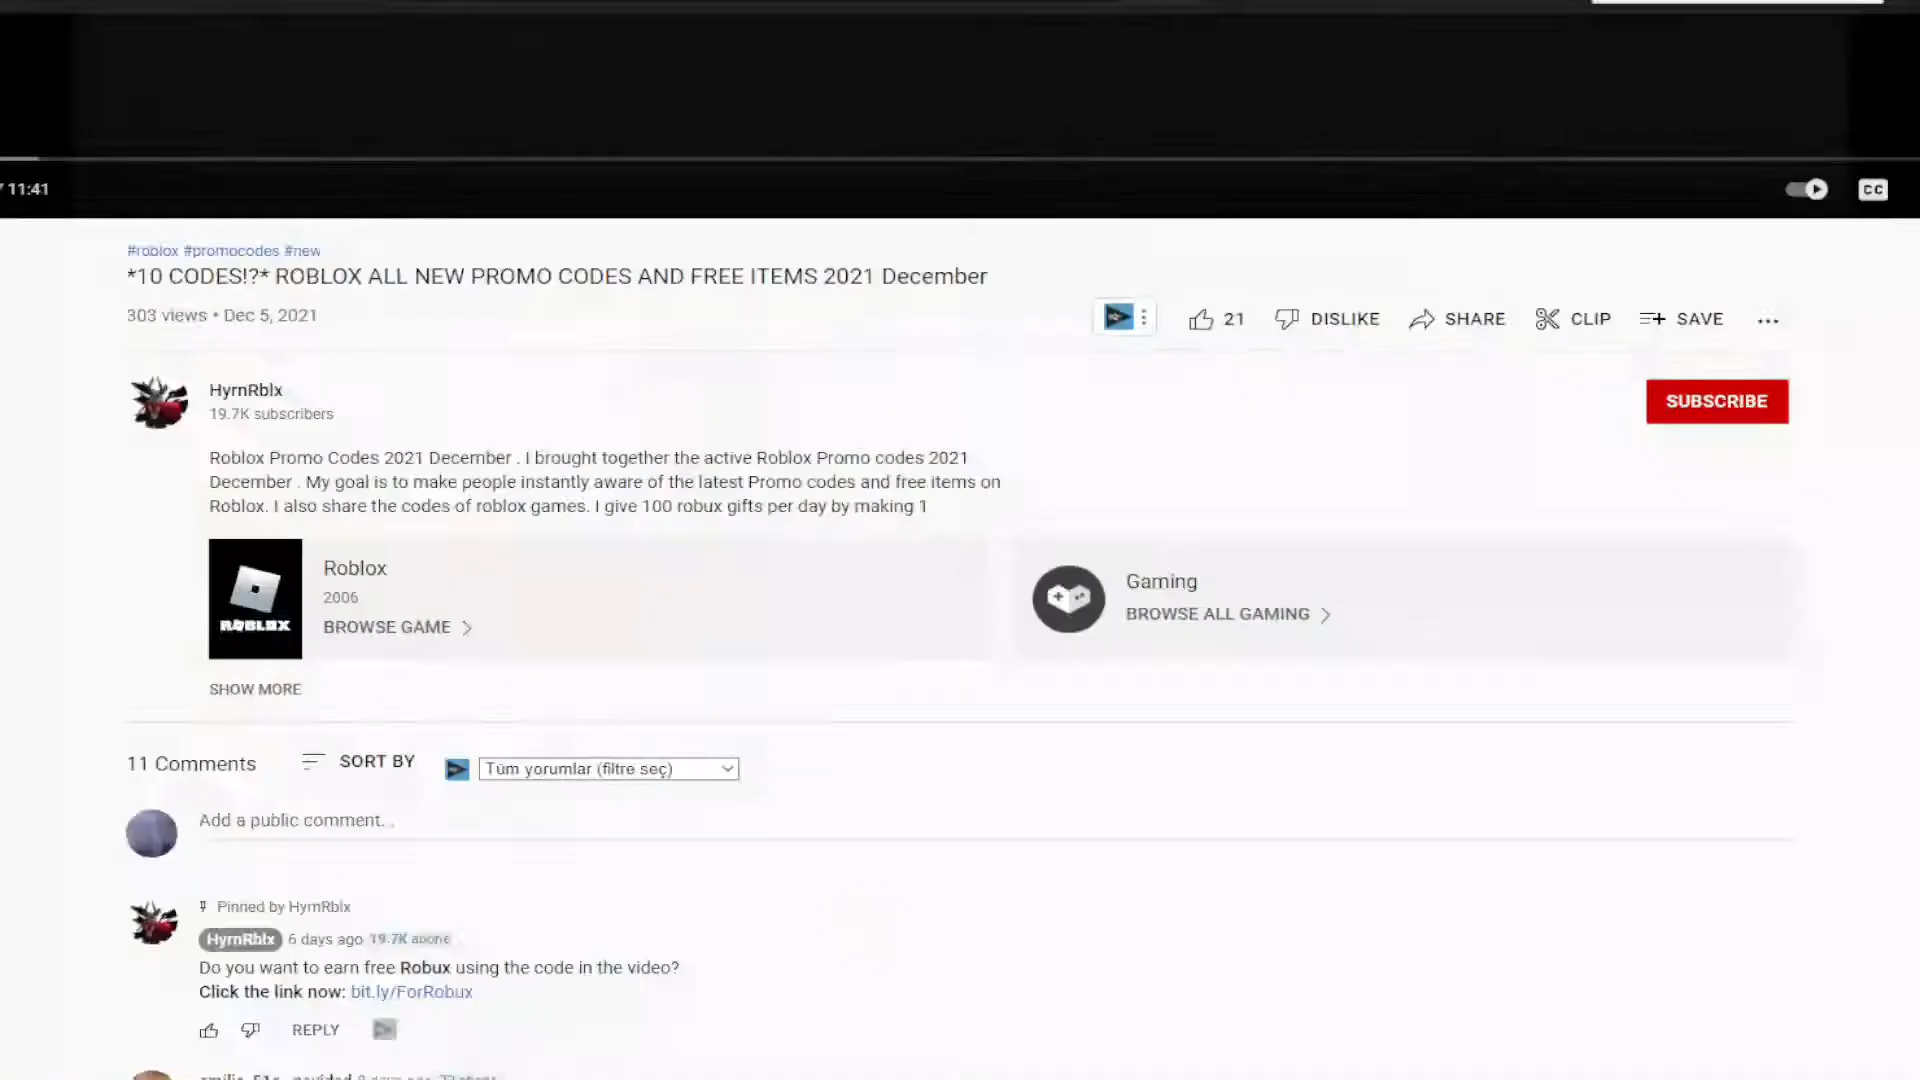 / 11:41
CC
#roblox #promocodes #new
*10 CODES!?* ROBLOX ALL NEW PROMO CODES AND FREE ITEMS 2021 December
303 views • Dec 5, 2021
21 DISLIKE SHARE CLIP SAVE
HyrnRblx
19.7K subscribers
SUBSCRIBE
Roblox Promo Codes 2021 December . I brought together the active Roblox Promo codes 2021
December . My goal is to make people instantly aware of the latest Promo codes and free items on
Roblox. I also share the codes of roblox games. I give 100 robux gifts per day by making 1
ROBLOX
Roblox
2006
BROWSE GAME
Gaming
BROWSE ALL GAMING
SHOW MORE
11 Comments SORT BY Tüm yorumlar (filtre seç)
Add a public comment...
Pinned by HyrnRblx
HyrnRblx 6 days ago 19.7K abone
Do you want to earn free Robux using the code in the video?
Click the link now: bit.ly/ForRobux
REPLY